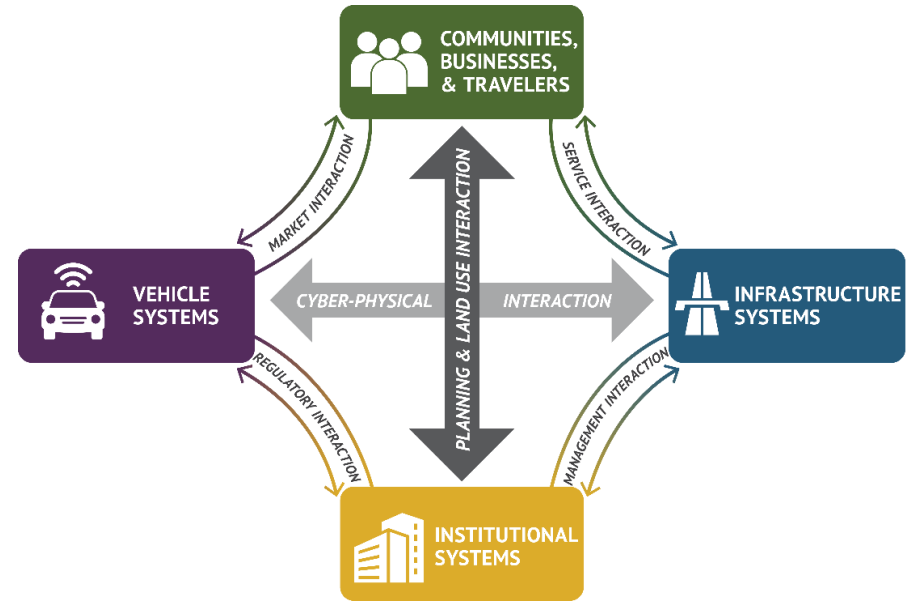 COMMUNITIES,
BUSINESSES,
& TRAVELERS
MARKET INTERACTION
SERVICE INTERACTION
PLANNING & LAND USE INTERACTION
VEHICLE
SYSTEMS
CYBER-PHYSICAL INTERACTION
INFRASTRUCTURE
SYSTEMS
REGULATORY INTERACTION
MANAGEMENT INTERACTION
INSTITUTIONAL
SYSTEMS